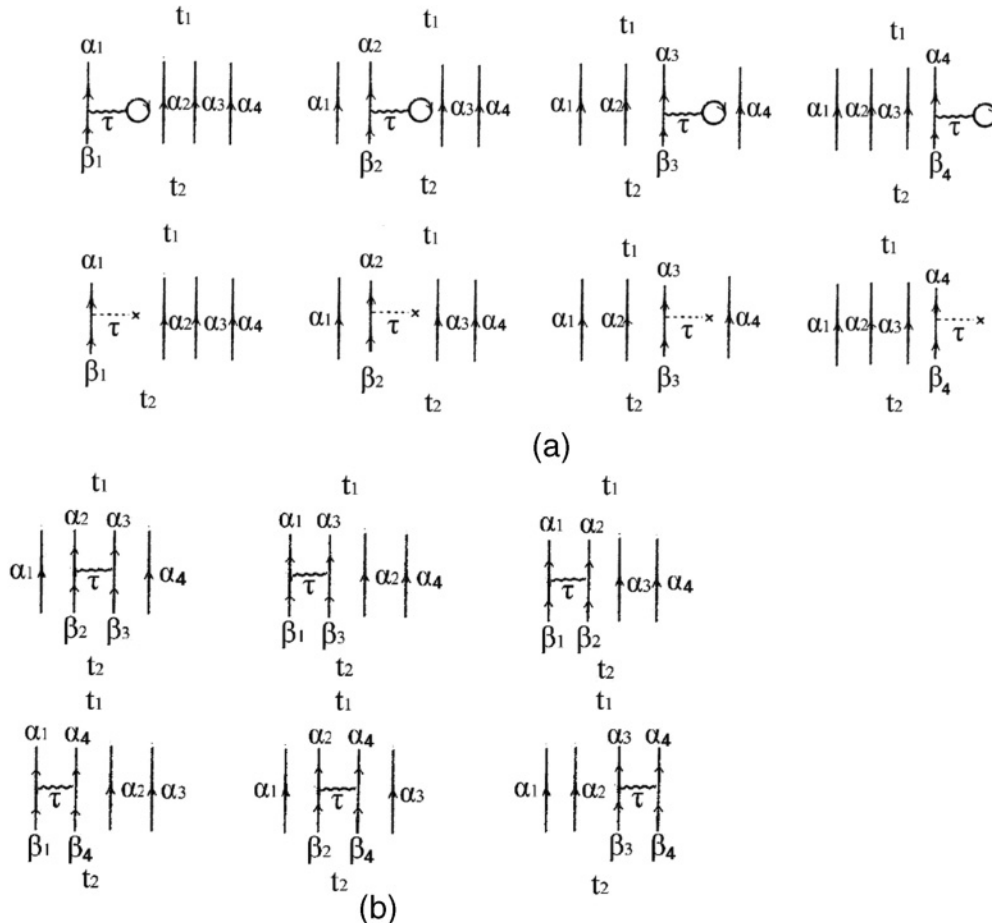 t₁ t₁ t₁ t₁
α₁ α₂ α₃ α₄
τ α₂ α₃ α₄ α₁ τ α₃ α₄ α₁ α₂ τ α₄ α₁ α₂ α₃ τ
β₁ β₂ β₃ β₄
t₂ t₂ t₂ t₂
t₁ t₁ t₁ t₁
α₁ α₂ α₃ α₄
τ α₂ α₃ α₄ α₁ τ α₃ α₄ α₁ α₂ τ α₄ α₁ α₂ α₃ τ
β₁ β₂ β₃ β₄
t₂ t₂ t₂ t₂
(a)
t₁ t₁ t₁
α₂ α₃ α₁ α₃ α₁ α₂
α₁ τ α₄ τ α₂ α₄ τ α₃ α₄
β₂ β₃ β₁ β₃ β₁ β₂
t₂ t₂ t₂
t₁ t₁ t₁
α₁ α₄ α₂ α₄ α₃ α₄
τ α₂ α₃ α₁ τ α₃ α₁ α₂ τ
β₁ β₄ β₂ β₄ β₃ β₄
t₂ t₂ t₂
(b)